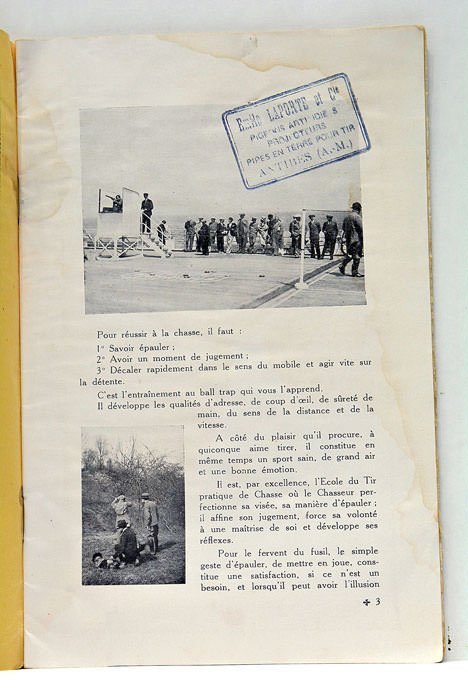 Emile LAPORTE et Cie
PIGEONS ARTIFICIELS
PROJECTEURS
PIPES EN TERRE POUR TIR
ANTIBES (A.-M.)
Pour réussir à la chasse, il faut :
1° Savoir épauler ;
2° Avoir un moment de jugement ;
3° Décaler rapidement dans le sens du mobile et agir vite sur
la détente.
C'est l'entraînement au ball trap qui vous l'apprend.
Il développe les qualités d'adresse, de coup d'œil, de sûreté de
main, du sens de la distance et de la
vitesse.
A côté du plaisir qu'il procure, à
quiconque aime tirer, il constitue en
même temps un sport sain, de grand air
et une bonne émotion.
Il est, par excellence, l'Ecole du Tir
pratique de Chasse où le Chasseur per-
fectionne sa visée, sa manière d'épauler ;
il affine son jugement, force sa volonté
à une maîtrise de soi et développe ses
réflexes.
Pour le fervent du fusil, le simple
geste d'épauler, de mettre en joue, cons-
titue une satisfaction, si ce n'est un
besoin, et lorsqu'il peut avoir l'illusion
✠ 3